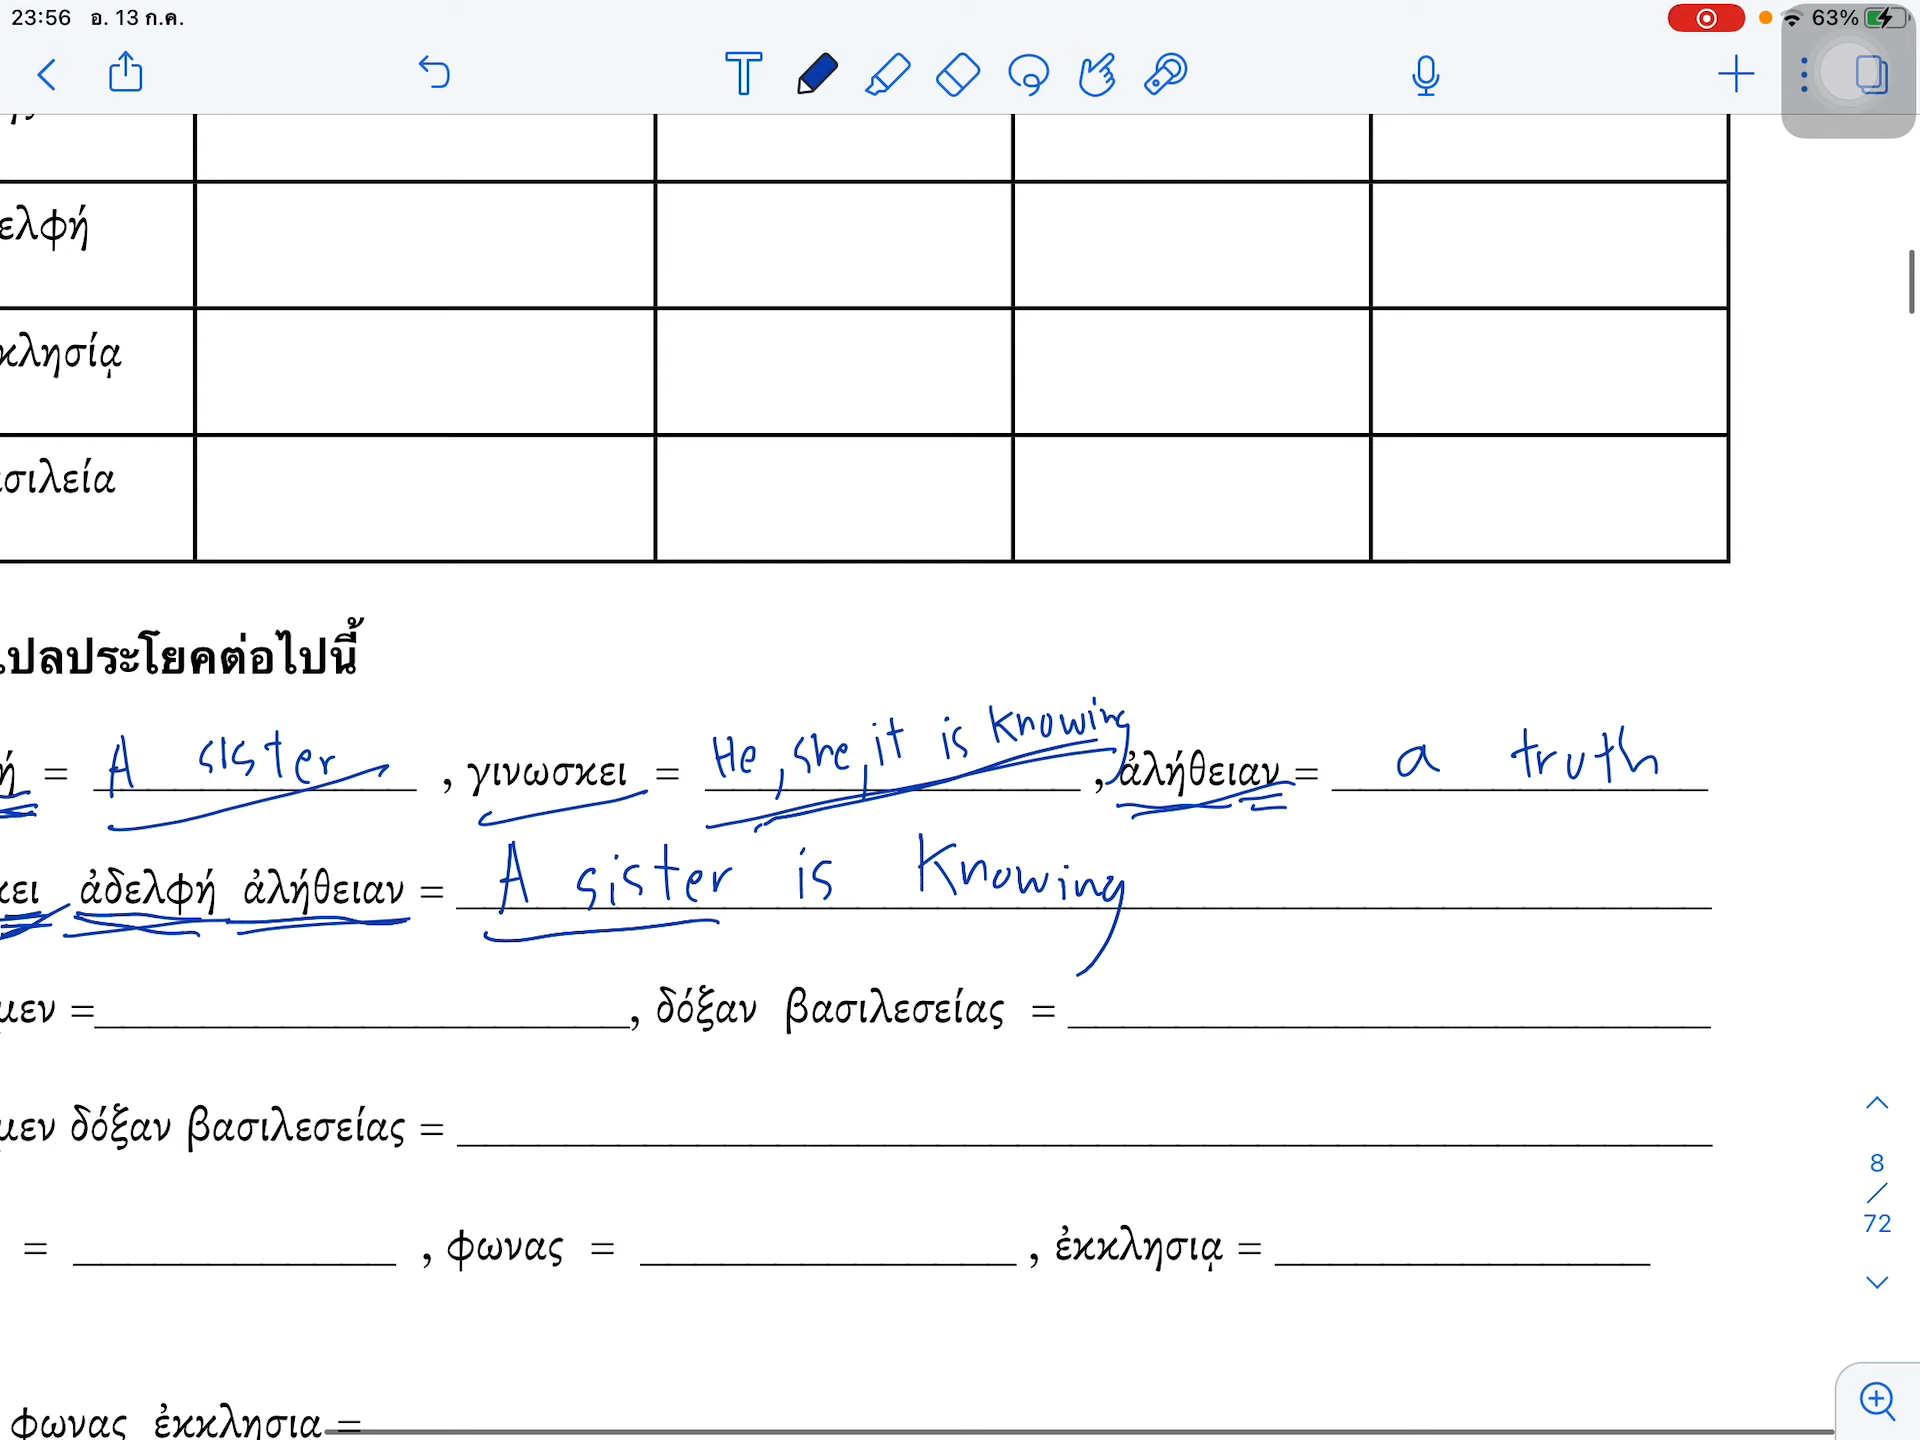 23:56 อ. 13 ก.ค. 63%
ελφή
κλησίᾳ
σιλεία
แปลประโยคต่อไปนี้
ή = A sister , γινωσκει = He, she, it is knowing , ἀλήθειαν = a truth
κει ἀδελφή ἀλήθειαν = A sister is knowing
μεν = , δόξαν βασιλεσείας =
μεν δόξαν βασιλεσείας =
= , φωνας = , ἐκκλησιᾳ =
φωνας ἐκκλησια =
8
/
72